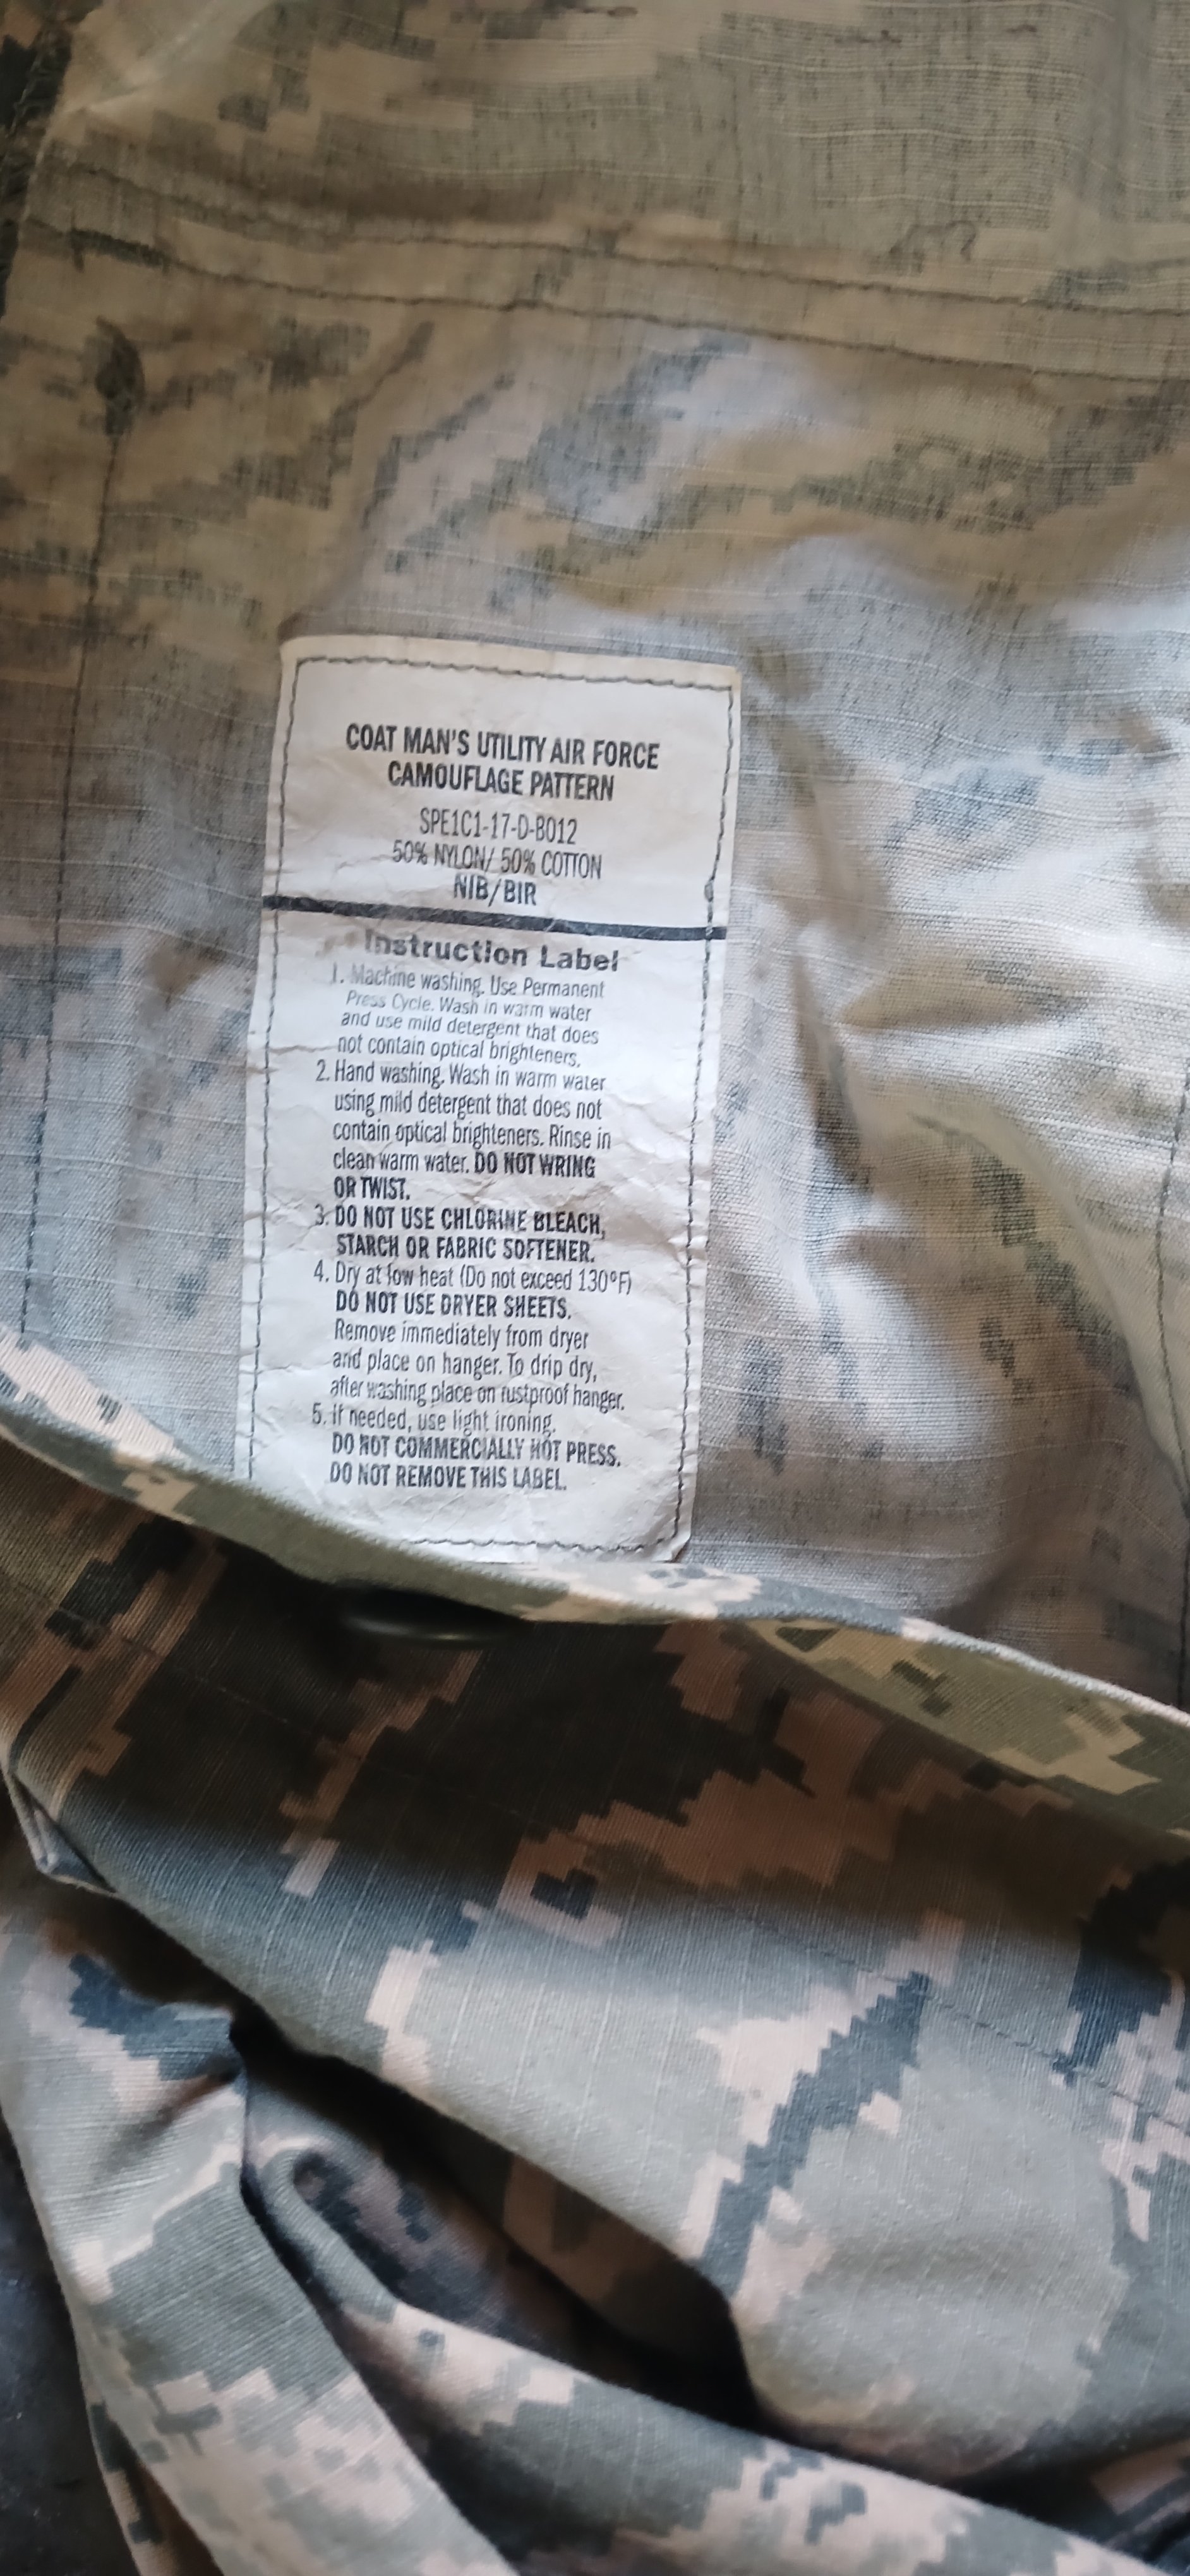 COAT MAN'S UTILITY AIR FORCE
CAMOUFLAGE PATTERN
SPE1C1-17-D-B012
50% NYLON/ 50% COTTON
NIB/BIR
Instruction Label
1. Machine washing. Use Permanent
Press Cycle. Wash in warm water
and use mild detergent that does
not contain optical brighteners.
2. Hand washing. Wash in warm water
using mild detergent that does not
contain optical brighteners. Rinse in
clean warm water. DO NOT WRING
OR TWIST.
3. DO NOT USE CHLORINE BLEACH,
STARCH OR FABRIC SOFTENER.
4. Dry at low heat (Do not exceed 130°F)
DO NOT USE DRYER SHEETS.
Remove immediately from dryer
and place on hanger. To drip dry,
after washing place on rustproof hanger.
5. If needed, use light ironing.
DO NOT COMMERCIALLY HOT PRESS.
DO NOT REMOVE THIS LABEL.